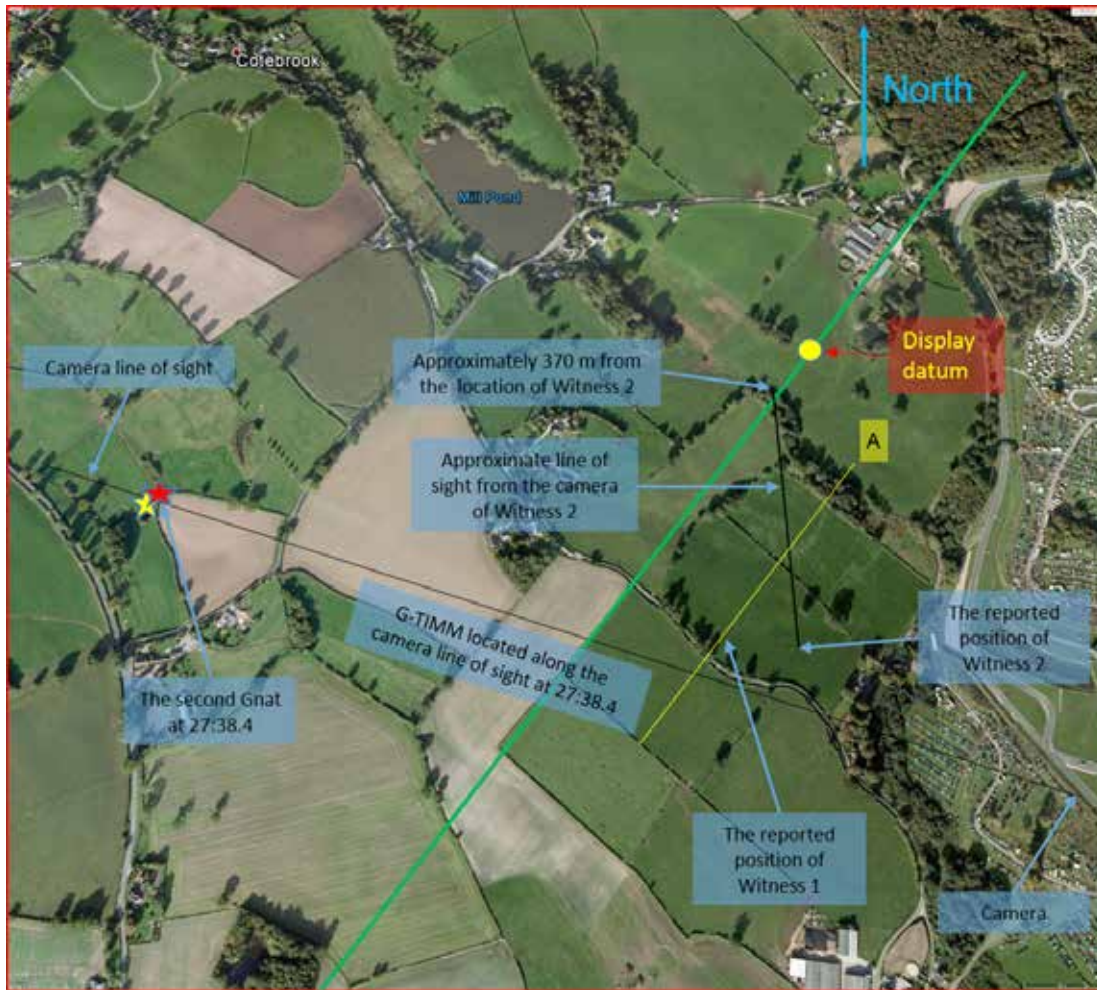 Cotebrook
North
Mill Pond
Camera line of sight
Approximately 370 m from
the location of Witness 2
Display
datum
Approximate line of
sight from the camera
of Witness 2
A
G-TIMM located along the
camera line of sight at 27:38.4
The reported
position of
Witness 2
The second Gnat
at 27:38.4
The reported
position of
Witness 1
Camera